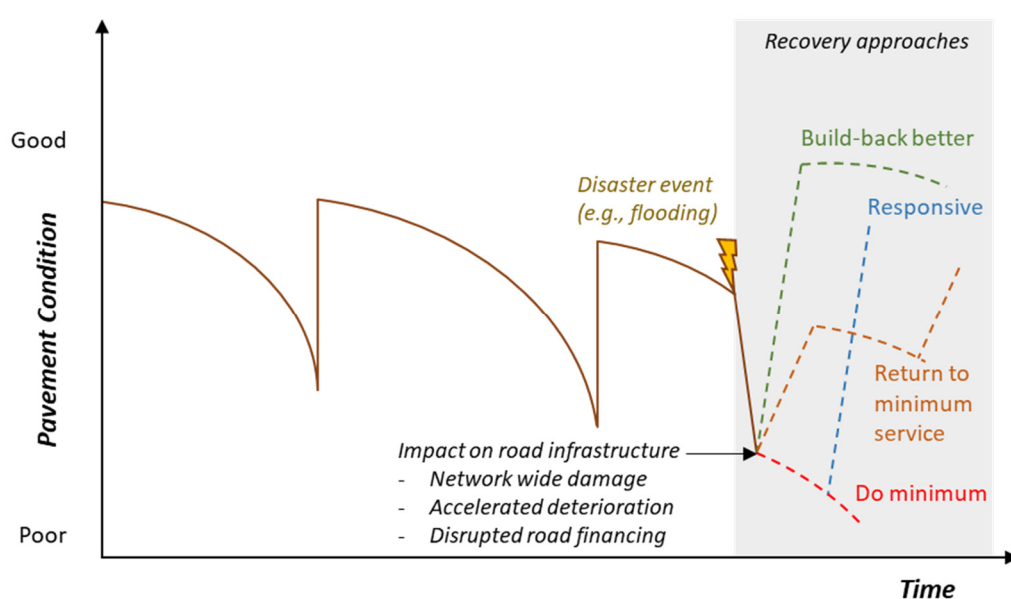 Recovery approaches
Good
Build-back better
Disaster event
(e.g., flooding)
Responsive
Pavement Condition
Return to
minimum
service
Impact on road infrastructure
- Network wide damage
- Accelerated deterioration
- Disrupted road financing
Do minimum
Poor
Time